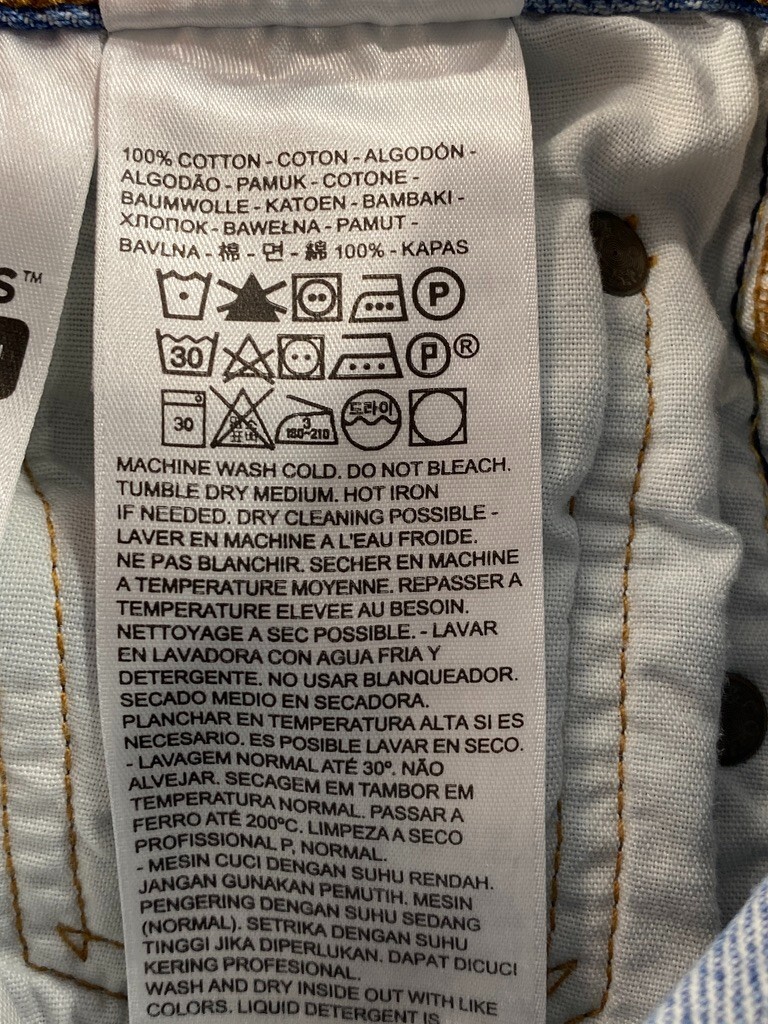 100% COTTON - COTON - ALGODÓN -
ALGODÃO - PAMUK - COTONE -
BAUMWOLLE - KATOEN - BAMBAKI -
ХЛОПОК - BAWEŁNA - PAMUT -
BAVLNA - 棉 - 면 - 綿 100% - KAPAS
P
30 P ®
30 3 180-210 드라이
MACHINE WASH COLD. DO NOT BLEACH.
TUMBLE DRY MEDIUM. HOT IRON
IF NEEDED. DRY CLEANING POSSIBLE -
LAVER EN MACHINE A L'EAU FROIDE.
NE PAS BLANCHIR. SECHER EN MACHINE
A TEMPERATURE MOYENNE. REPASSER A
TEMPERATURE ELEVEE AU BESOIN.
NETTOYAGE A SEC POSSIBLE. - LAVAR
EN LAVADORA CON AGUA FRIA Y
DETERGENTE. NO USAR BLANQUEADOR.
SECADO MEDIO EN SECADORA.
PLANCHAR EN TEMPERATURA ALTA SI ES
NECESARIO. ES POSIBLE LAVAR EN SECO.
- LAVAGEM NORMAL ATÉ 30º. NÃO
ALVEJAR. SECAGEM EM TAMBOR EM
TEMPERATURA NORMAL. PASSAR A
FERRO ATÉ 200ºC. LIMPEZA A SECO
PROFISSIONAL P, NORMAL.
- MESIN CUCI DENGAN SUHU RENDAH.
JANGAN GUNAKAN PEMUTIH. MESIN
PENGERING DENGAN SUHU SEDANG
(NORMAL). SETRIKA DENGAN SUHU
TINGGI JIKA DIPERLUKAN. DAPAT DICUCI
KERING PROFESIONAL.
WASH AND DRY INSIDE OUT WITH LIKE
COLORS. LIQUID DETERGENT IS
S™